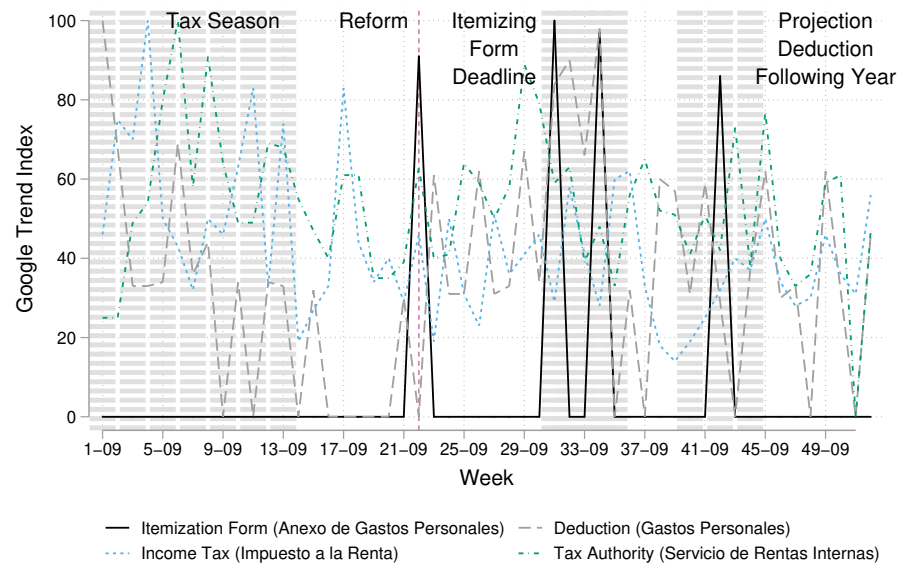 Tax Season
Reform
Itemizing
Form
Deadline
Projection
Deduction
Following Year
Google Trend Index
100
80
60
40
20
0
1−09 5−09 9−09 13−09 17−09 21−09 25−09 29−09 33−09 37−09 41−09 45−09 49−09
Week
Itemization Form (Anexo de Gastos Personales)
Deduction (Gastos Personales)
Income Tax (Impuesto a la Renta)
Tax Authority (Servicio de Rentas Internas)